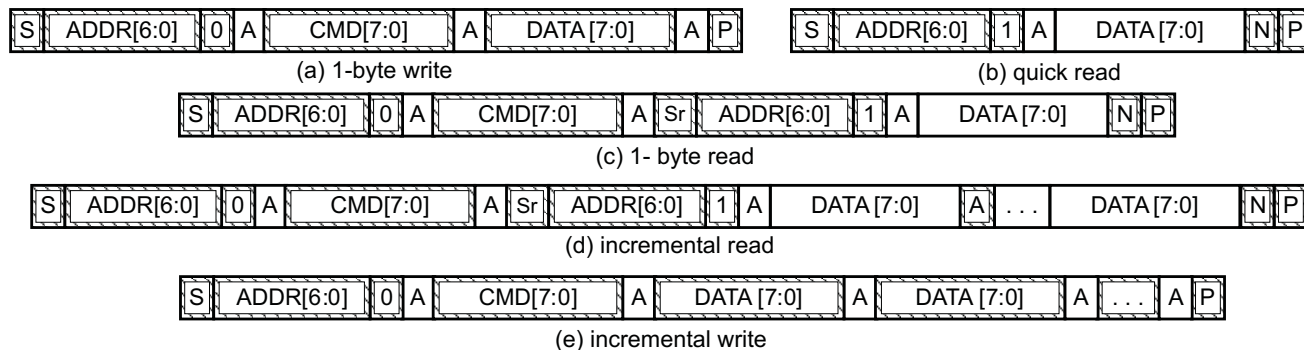 S ADDR[6:0] 0 A CMD[7:0] A DATA [7:0] A P
(a) 1-byte write
S ADDR[6:0] 1 A DATA [7:0] N P
(b) quick read
S ADDR[6:0] 0 A CMD[7:0] A Sr ADDR[6:0] 1 A DATA [7:0] N P
(c) 1- byte read
S ADDR[6:0] 0 A CMD[7:0] A Sr ADDR[6:0] 1 A DATA [7:0] A . . . DATA [7:0] N P
(d) incremental read
S ADDR[6:0] 0 A CMD[7:0] A DATA [7:0] A DATA [7:0] A . . . A P
(e) incremental write